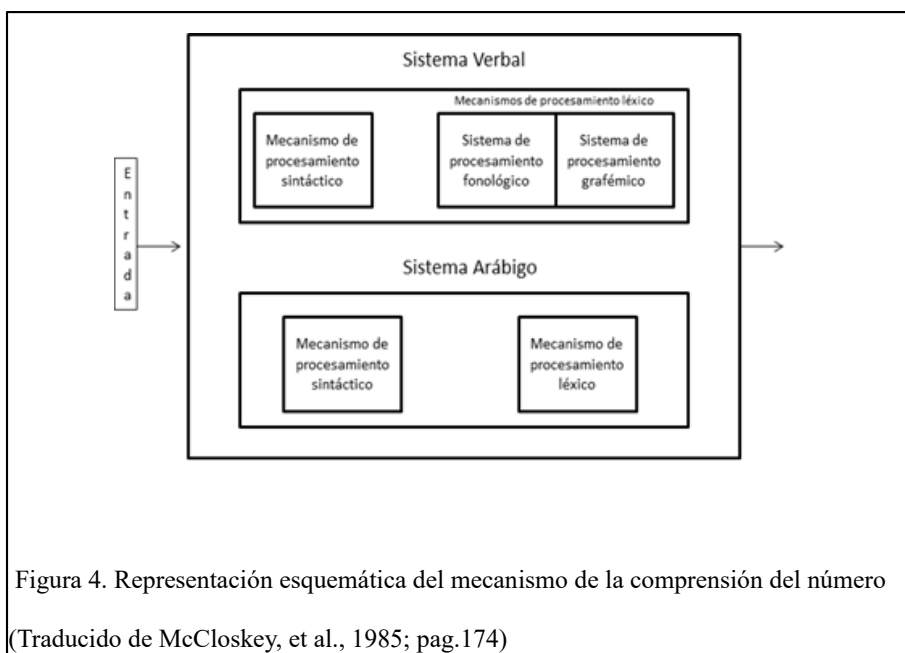 Sistema Verbal
Mecanismos de procesamiento léxico
Mecanismo de
procesamiento
sintáctico
Sistema de
procesamiento
fonológico
Sistema de
procesamiento
grafémico
Entrada
Sistema Arábigo
Mecanismo de
procesamiento
sintáctico
Mecanismo de
procesamiento
léxico
Figura 4. Representación esquemática del mecanismo de la comprensión del número
(Traducido de McCloskey, et al., 1985; pag.174)